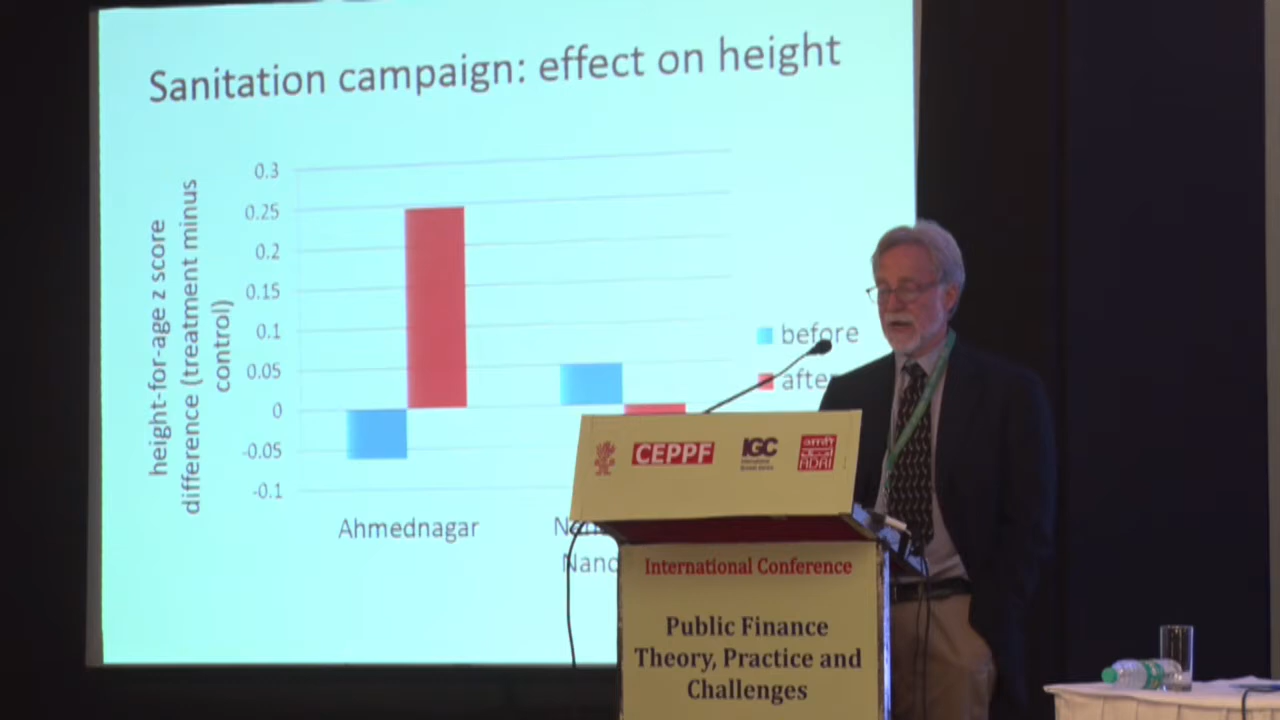 Sanitation campaign: effect on height
height-for-age z score
difference (treatment minus
control)
0.3
0.25
0.2
0.15
0.1
0.05
0
-0.05
-0.1
before
after
Ahmednagar
CEPPF
IGC
International Conference
Public Finance
Theory, Practice and
Challenges